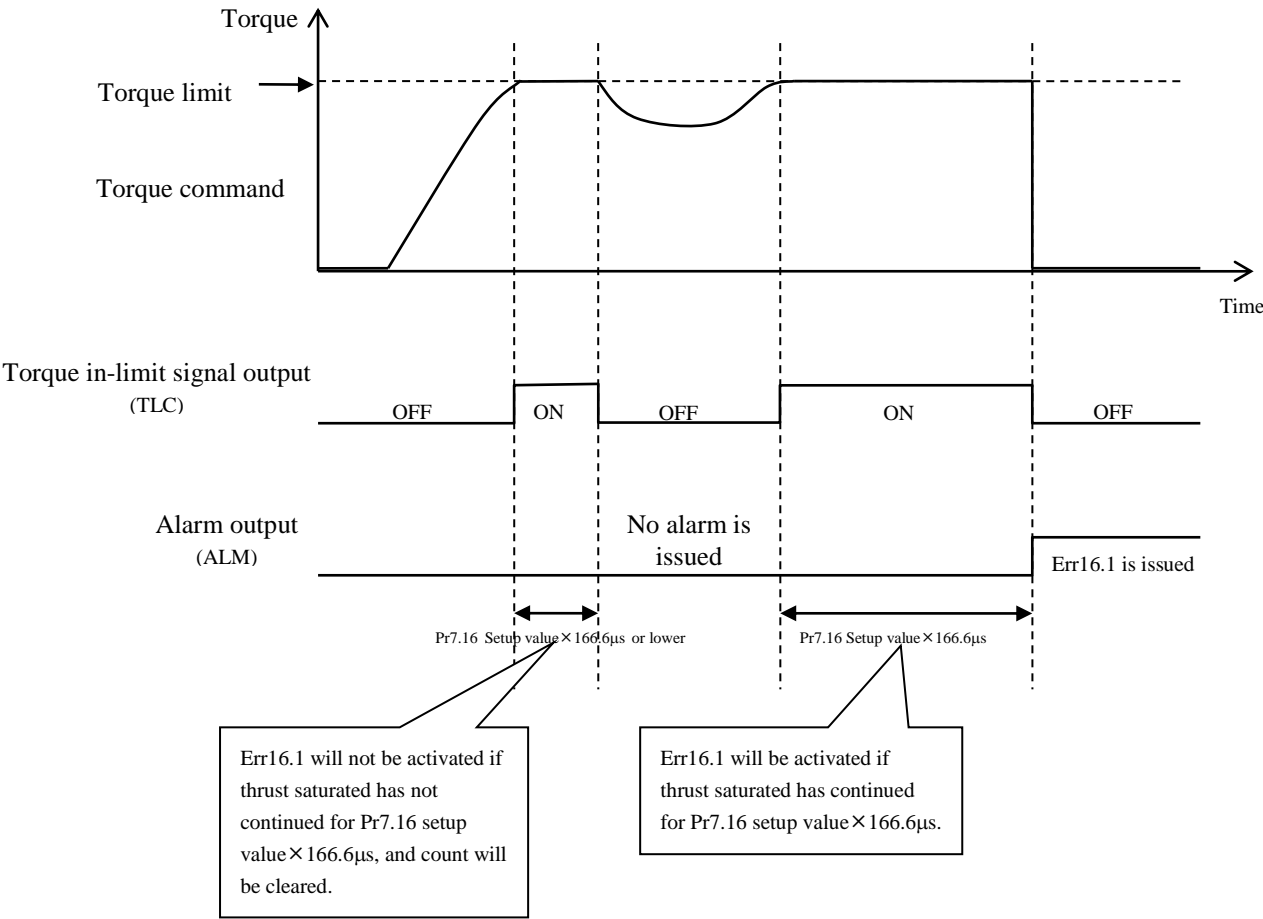 Torque
Torque limit
Torque command
Time
Torque in-limit signal output
(TLC)
OFF
ON
OFF
ON
OFF
Alarm output
(ALM)
No alarm is
issued
Err16.1 is issued
Pr7.16 Setup value×166.6μs or lower
Pr7.16 Setup value×166.6μs
Err16.1 will not be activated if
thrust saturated has not
continued for Pr7.16 setup
value×166.6μs, and count will
be cleared.
Err16.1 will be activated if
thrust saturated has continued
for Pr7.16 setup value×166.6μs.